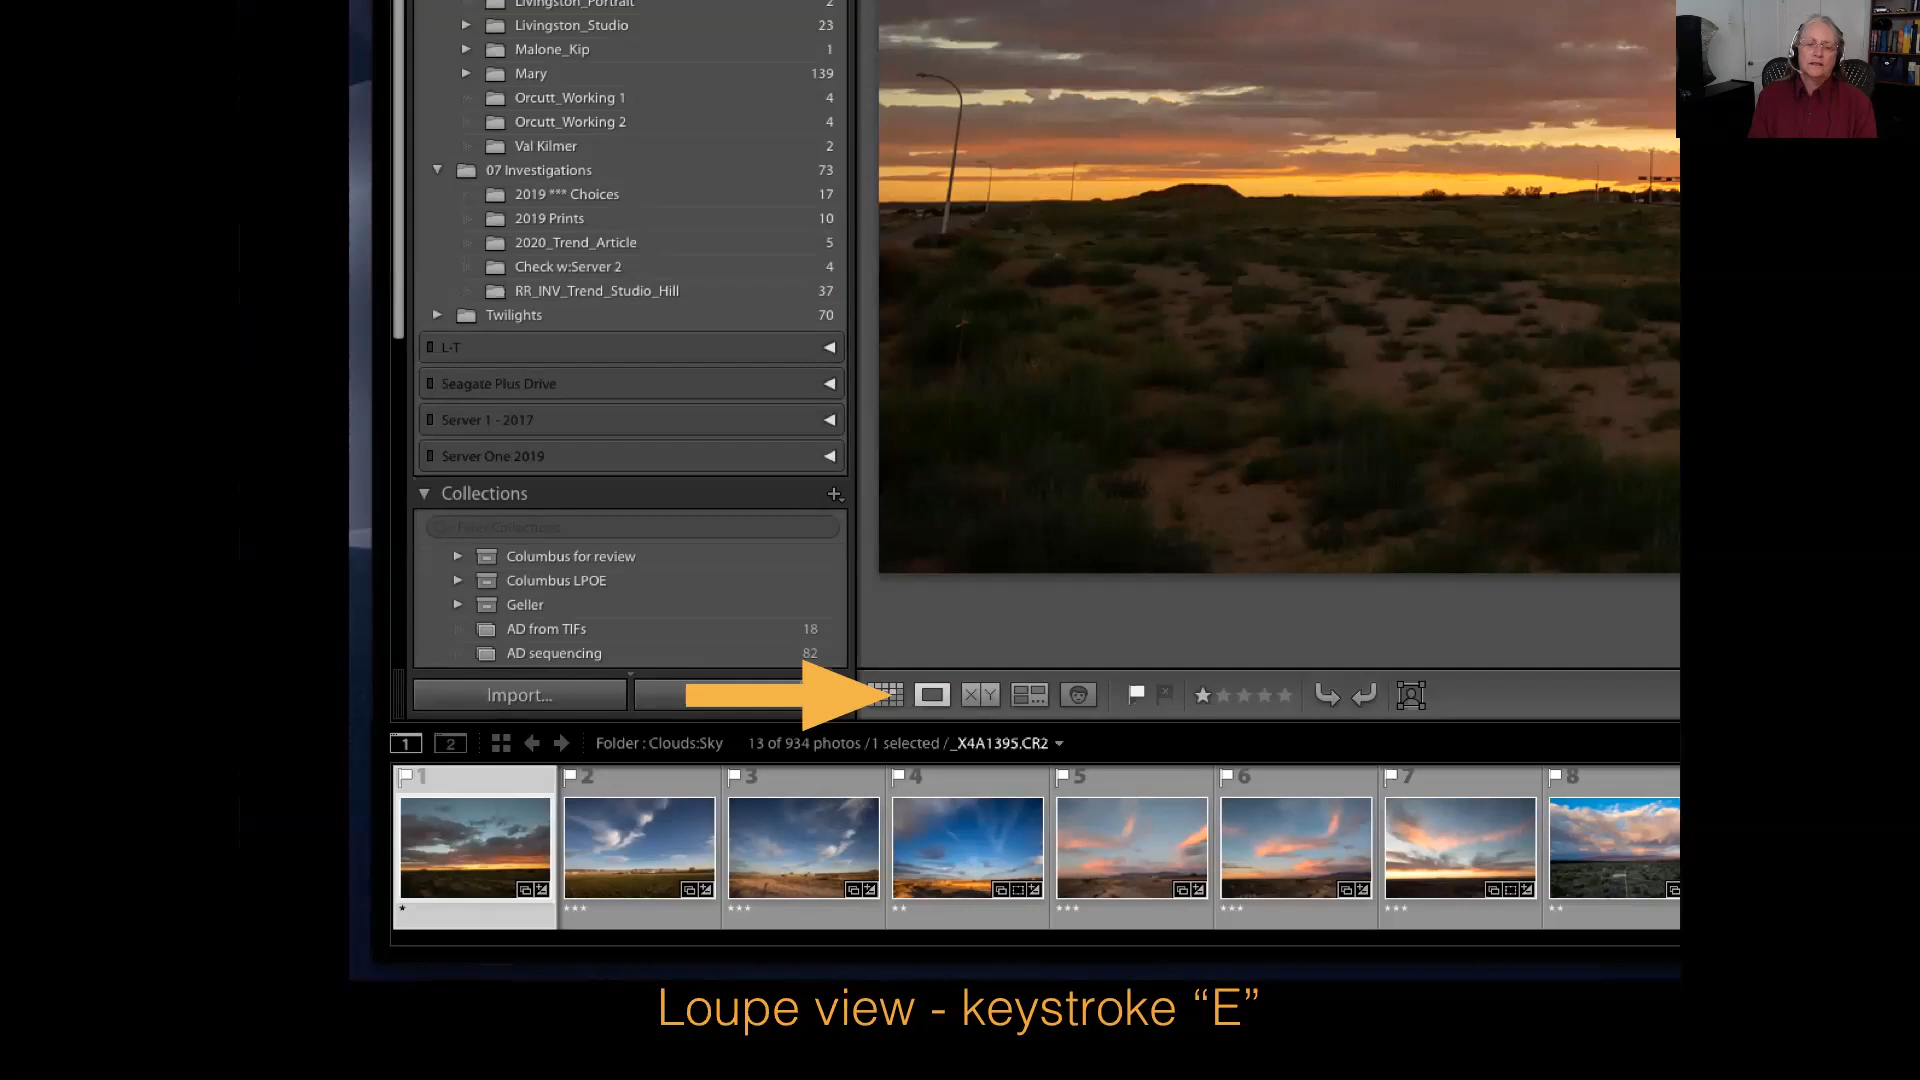 Livingston_Portrait 2
Livingston_Studio 23
Malone_Kip 1
Mary 139
Orcutt_Working 1 4
Orcutt_Working 2 4
Val Kilmer 2
07 Investigations 73
2019 *** Choices 17
2019 Prints 10
2020_Trend_Article 5
Check w:Server 2 4
RR_INV_Trend_Studio_Hill 37
Twilights 70
L-T
Seagate Plus Drive
Server 1 - 2017
Server One 2019
Collections
Filter Collections
Columbus for review
Columbus LPOE
Geller
AD from TIFs 18
AD sequencing 82
Import...
X Y
1 2 Folder : Clouds:Sky 13 of 934 photos /1 selected /_X4A1395.CR2
1 2 3 4 5 6 7 8
Loupe view - keystroke “E”